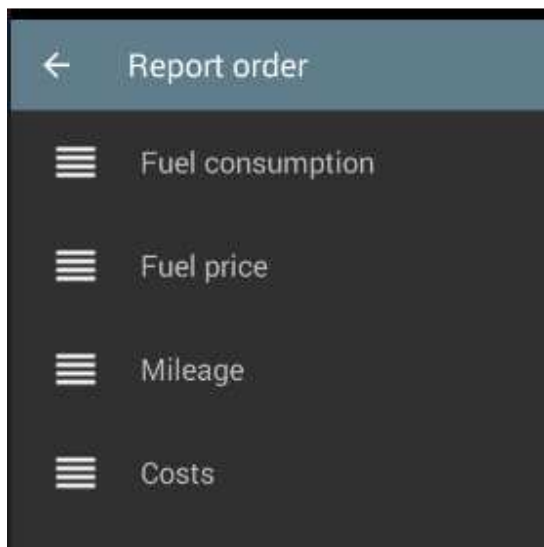 Report order
Fuel consumption
Fuel price
Mileage
Costs